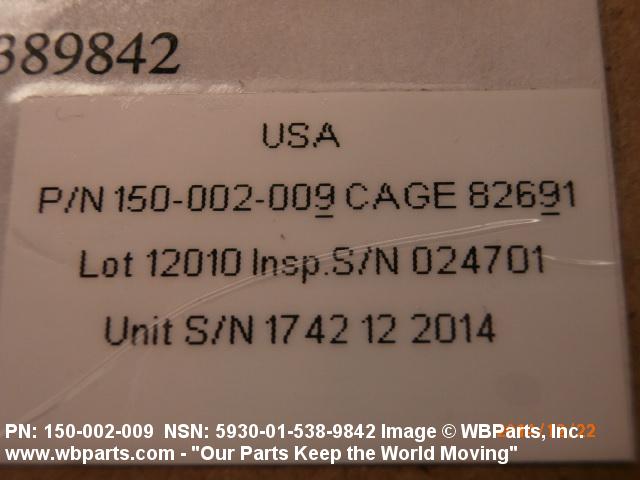 389842
USA
P/N 150-002-009 CAGE 82691
Lot 12010 Insp.S/N 024701
Unit S/N 1742 12 2014
PN: 150-002-009 NSN: 5930-01-538-9842 Image © WBParts, Inc.
www.wbparts.com - "Our Parts Keep the World Moving"